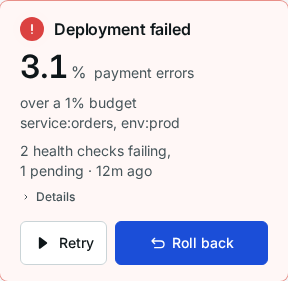 Deployment failed
3.1 % payment errors
over a 1% budget
service:orders, env:prod
2 health checks failing,
1 pending · 12m ago
Details
Retry
Roll back